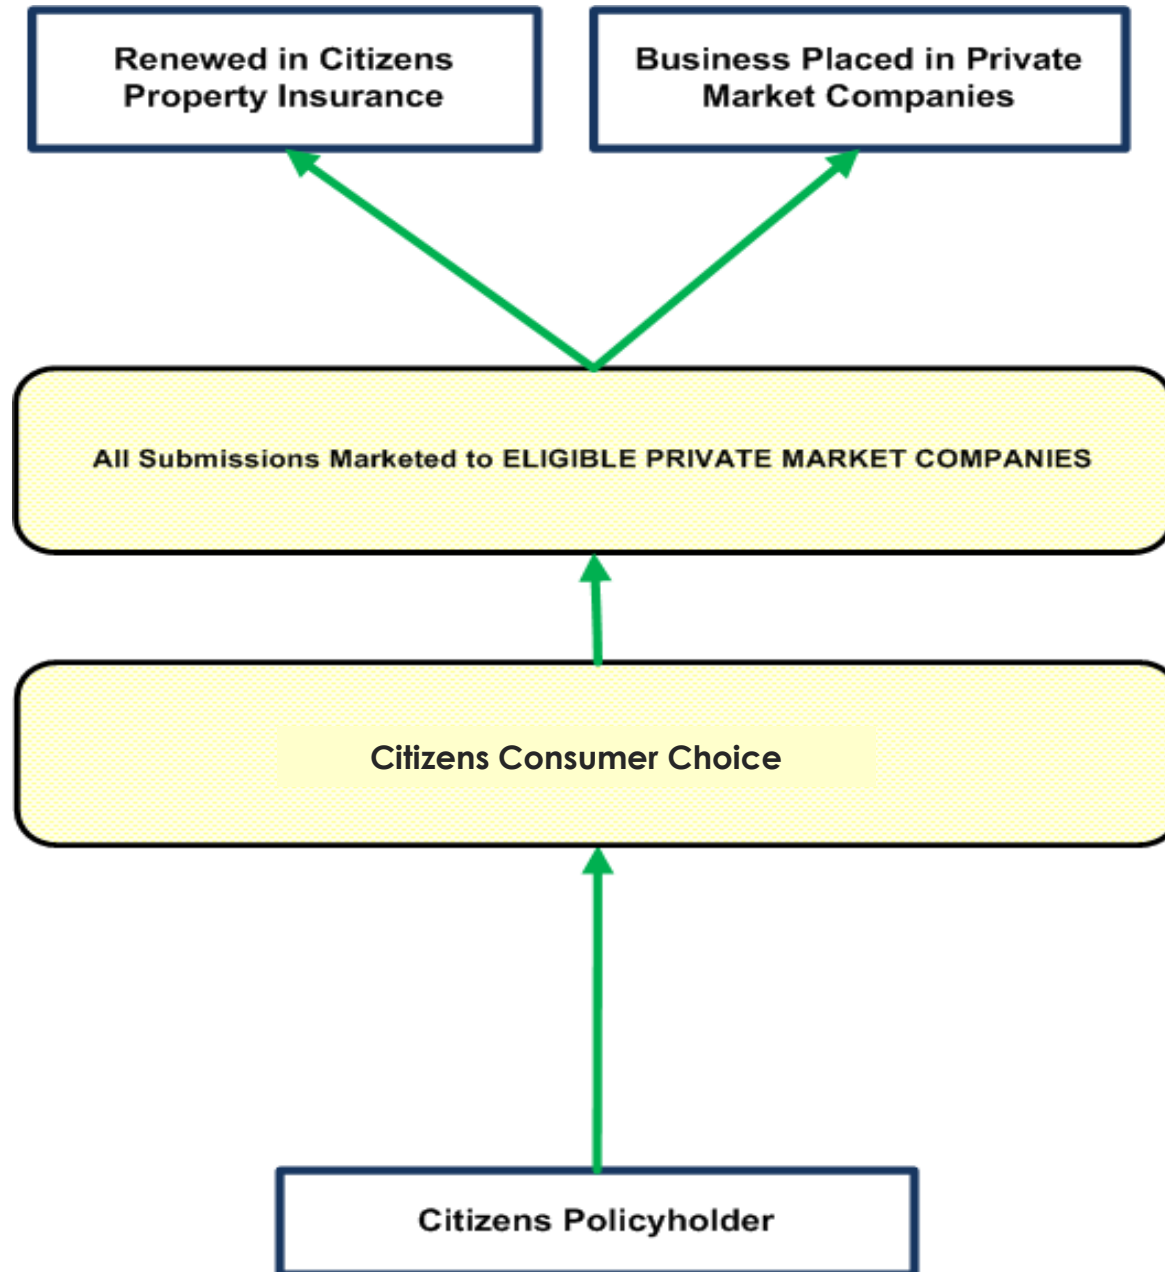 Renewed in Citizens
Property Insurance
Business Placed in Private
Market Companies
All Submissions Marketed to ELIGIBLE PRIVATE MARKET COMPANIES
Citizens Consumer Choice
Citizens Policyholder